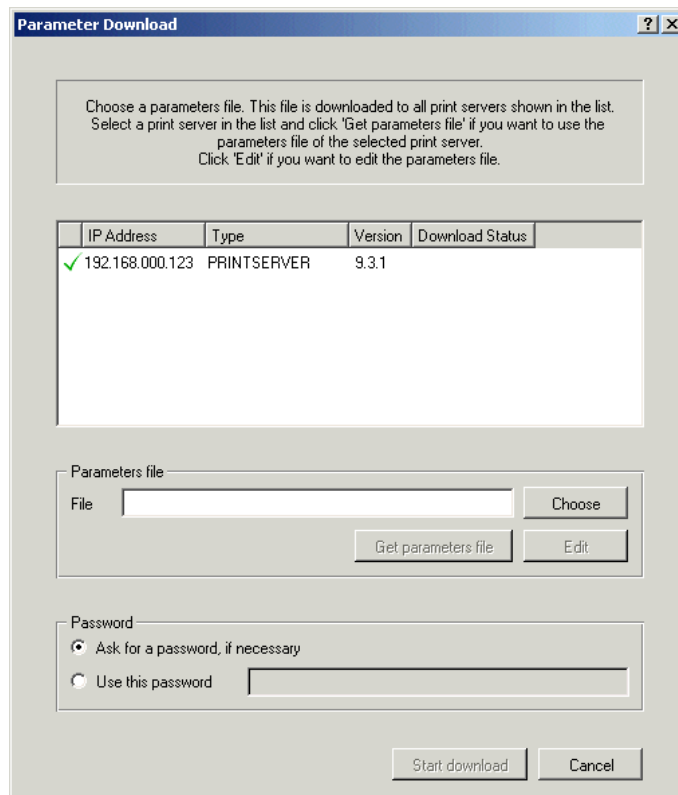 Parameter Download
Choose a parameters file. This file is downloaded to all print servers shown in the list.
Select a print server in the list and click 'Get parameters file' if you want to use the
parameters file of the selected print server.
Click 'Edit' if you want to edit the parameters file.
IP Address Type Version Download Status
192.168.000.123 PRINTSERVER 9.3.1
Parameters file
File Choose
Get parameters file Edit
Password
Ask for a password, if necessary
Use this password
Start download Cancel